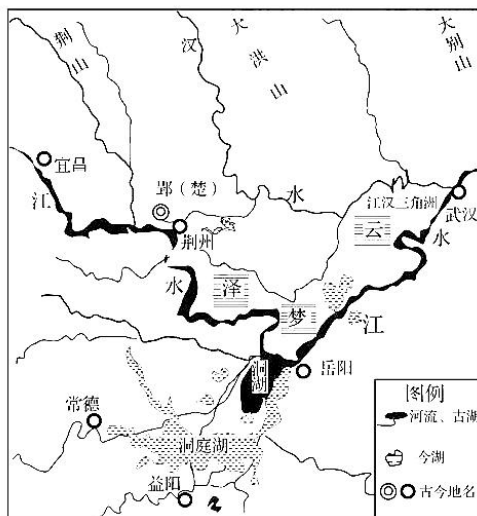 荆山
汉
大洪山
大别山
宜昌
郢（楚）
水
江汉三角洲
武汉
江
荆州
云
水
水
泽
梦
江
洞湖
岳阳
常德
洞庭湖
益阳
图例
河流、古湖
今湖
古今地名